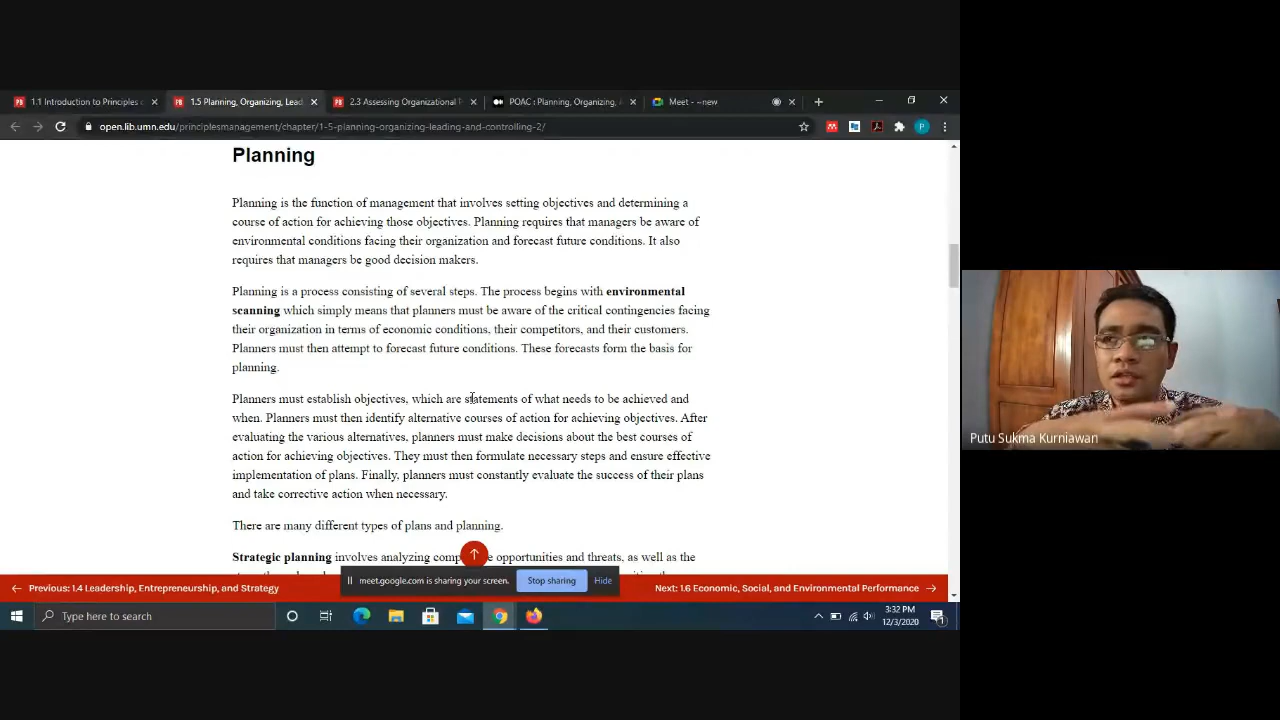 1.1 Introduction to Principles
1.5 Planning, Organizing, Lead
2.3 Assessing Organizational
POAC : Planning, Organizing,
Meet - --new
open.lib.umn.edu/principlesmanagement/chapter/1-5-planning-organizing-leading-and-controlling-2/
P
Planning
Planning is the function of management that involves setting objectives and determining a
course of action for achieving those objectives. Planning requires that managers be aware of
environmental conditions facing their organization and forecast future conditions. It also
requires that managers be good decision makers.
Planning is a process consisting of several steps. The process begins with environmental
scanning which simply means that planners must be aware of the critical contingencies facing
their organization in terms of economic conditions, their competitors, and their customers.
Planners must then attempt to forecast future conditions. These forecasts form the basis for
planning.
Planners must establish objectives, which are statements of what needs to be achieved and
when. Planners must then identify alternative courses of action for achieving objectives. After
evaluating the various alternatives, planners must make decisions about the best courses of
action for achieving objectives. They must then formulate necessary steps and ensure effective
implementation of plans. Finally, planners must constantly evaluate the success of their plans
and take corrective action when necessary.
There are many different types of plans and planning.
Strategic planning involves analyzing opportunities and threats, as well as the
meet.google.com is sharing your screen.
Stop sharing
Hide
Previous: 1.4 Leadership, Entrepreneurship, and Strategy
Next: 1.6 Economic, Social, and Environmental Performance
Type here to search
3:32 PM
12/3/2020
Putu Sukma Kurniawan